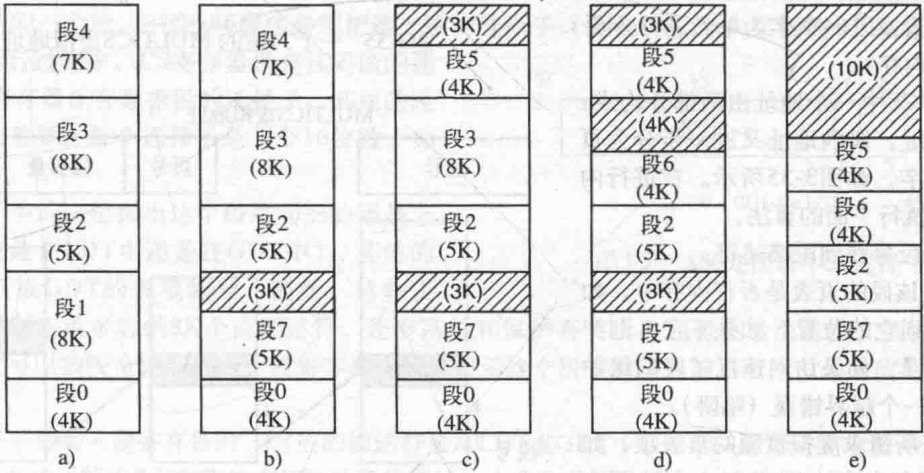 段4
(7K)
段3
(8K)
段2
(5K)
段1
(8K)
段0
(4K)
a)
段4
(7K)
段3
(8K)
段2
(5K)
(3K)
段7
(5K)
段0
(4K)
b)
(3K)
段5
(4K)
段3
(8K)
段2
(5K)
(3K)
段7
(5K)
段0
(4K)
c)
(3K)
段5
(4K)
(4K)
段6
(4K)
段2
(5K)
(3K)
段7
(5K)
段0
(4K)
d)
(10K)
段5
(4K)
段6
(4K)
段2
(5K)
段7
(5K)
段0
(4K)
e)